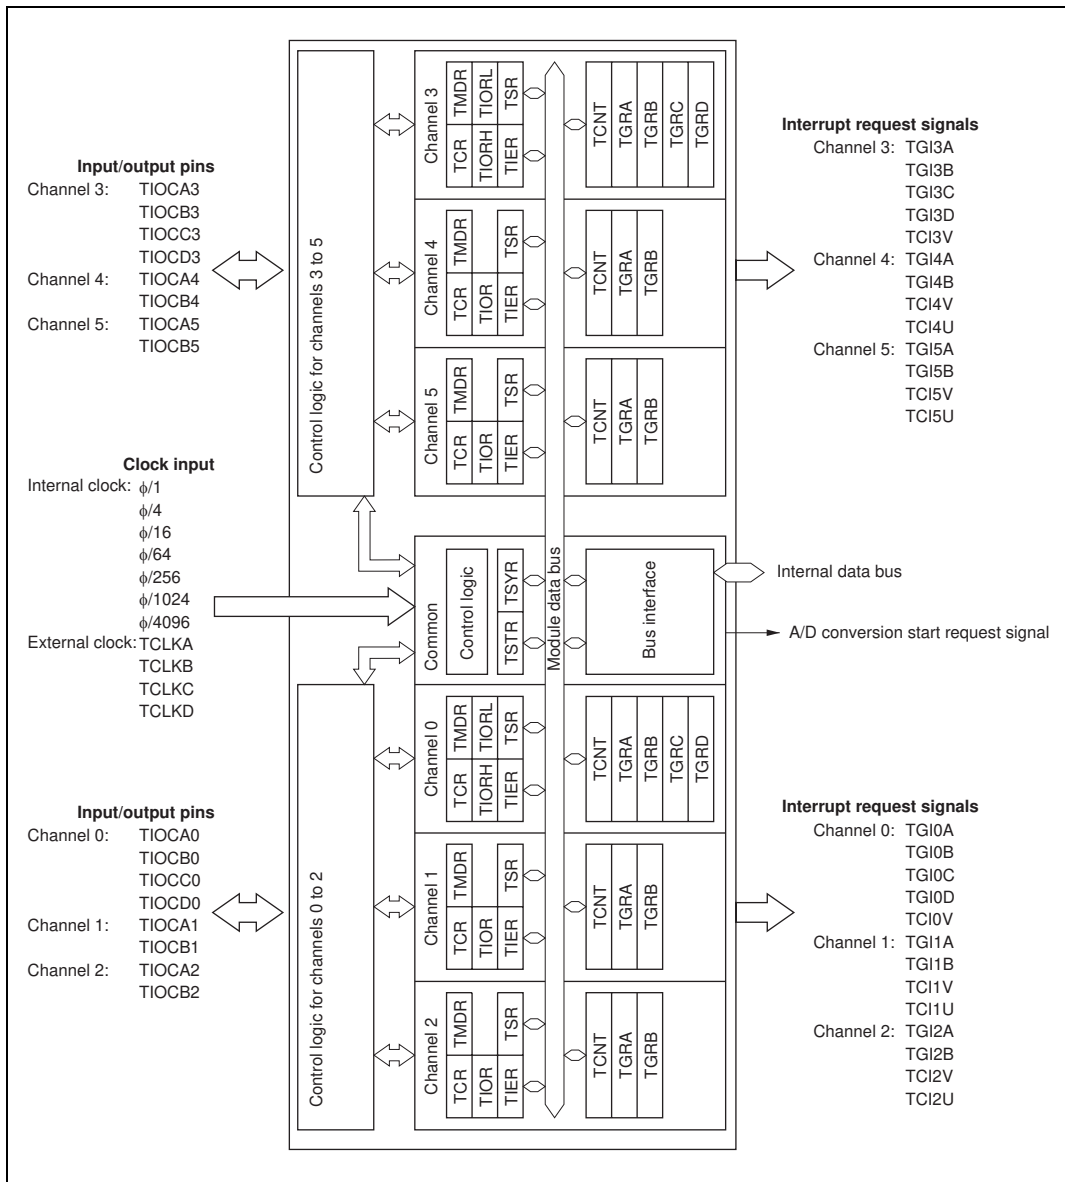 Input/output pins
Channel 3: TIOCA3
TIOCB3
TIOCC3
TIOCD3
Channel 4: TIOCA4
TIOCB4
Channel 5: TIOCA5
TIOCB5
Clock input
Internal clock: ϕ/1
ϕ/4
ϕ/16
ϕ/64
ϕ/256
ϕ/1024
ϕ/4096
External clock: TCLKA
TCLKB
TCLKC
TCLKD
Input/output pins
Channel 0: TIOCA0
TIOCB0
TIOCC0
TIOCD0
Channel 1: TIOCA1
TIOCB1
Channel 2: TIOCA2
TIOCB2
Control logic for channels 3 to 5
Control logic for channels 0 to 2
Channel 3
TCR TMDR
TIORH TIORL
TIER TSR
TCNT
TGRA
TGRB
TGRC
TGRD
Channel 4
TCR TMDR
TIOR
TIER TSR
TCNT
TGRA
TGRB
Channel 5
TCR TMDR
TIOR
TIER TSR
TCNT
TGRA
TGRB
Common
Control logic
TSTR TSYR
Module data bus
Bus interface
Channel 0
TCR TMDR
TIORH TIORL
TIER TSR
TCNT
TGRA
TGRB
TGRC
TGRD
Channel 1
TCR TMDR
TIOR
TIER TSR
TCNT
TGRA
TGRB
Channel 2
TCR TMDR
TIOR
TIER TSR
TCNT
TGRA
TGRB
Interrupt request signals
Channel 3: TGI3A
TGI3B
TGI3C
TGI3D
TCI3V
Channel 4: TGI4A
TGI4B
TCI4V
TCI4U
Channel 5: TGI5A
TGI5B
TCI5V
TCI5U
Internal data bus
A/D conversion start request signal
Interrupt request signals
Channel 0: TGI0A
TGI0B
TGI0C
TGI0D
TCI0V
Channel 1: TGI1A
TGI1B
TCI1V
TCI1U
Channel 2: TGI2A
TGI2B
TCI2V
TCI2U